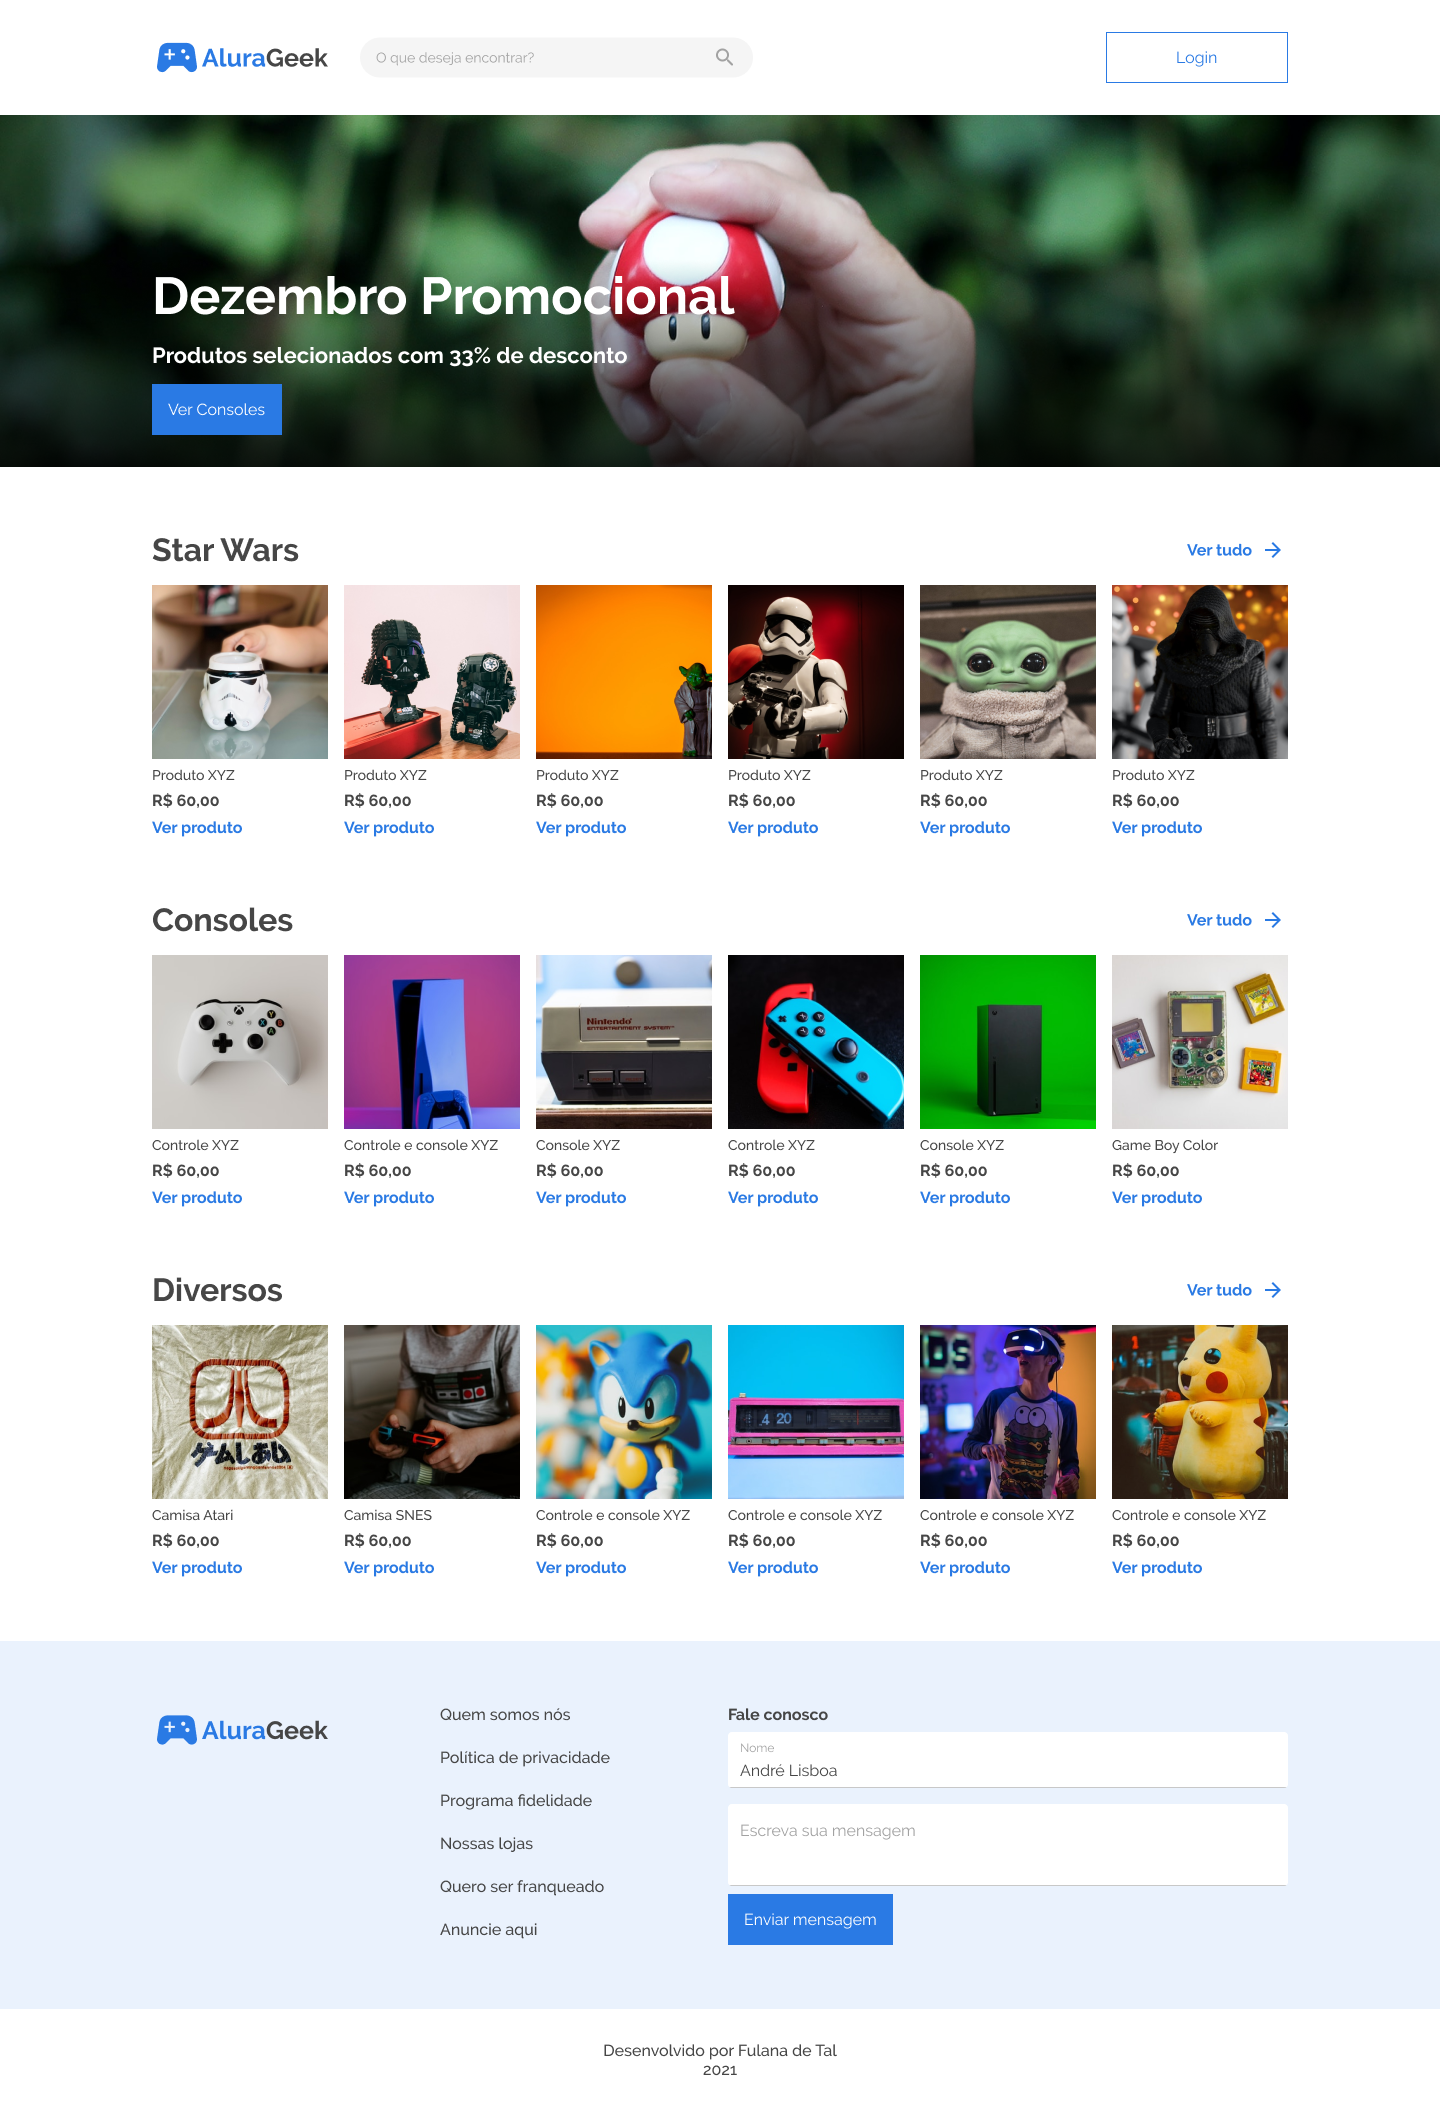 AluraGeek
O que deseja encontrar?
Login
Dezembro Promocional
Produtos selecionados com 33% de desconto
Ver Consoles
Star Wars
Ver tudo
Produto XYZ
R$ 60,00
Ver produto
Produto XYZ
R$ 60,00
Ver produto
Produto XYZ
R$ 60,00
Ver produto
Produto XYZ
R$ 60,00
Ver produto
Produto XYZ
R$ 60,00
Ver produto
Produto XYZ
R$ 60,00
Ver produto
Consoles
Ver tudo
Controle XYZ
R$ 60,00
Ver produto
Controle e console XYZ
R$ 60,00
Ver produto
Nintendo
ENTERTAINMENT SYSTEM™
Console XYZ
R$ 60,00
Ver produto
Controle XYZ
R$ 60,00
Ver produto
Console XYZ
R$ 60,00
Ver produto
Game Boy Color
R$ 60,00
Ver produto
Diversos
Ver tudo
Camisa Atari
R$ 60,00
Ver produto
Camisa SNES
R$ 60,00
Ver produto
Controle e console XYZ
R$ 60,00
Ver produto
4 20
Controle e console XYZ
R$ 60,00
Ver produto
Controle e console XYZ
R$ 60,00
Ver produto
Controle e console XYZ
R$ 60,00
Ver produto
AluraGeek
Quem somos nós
Política de privacidade
Programa fidelidade
Nossas lojas
Quero ser franqueado
Anuncie aqui
Fale conosco
Nome
André Lisboa
Escreva sua mensagem
Enviar mensagem
Desenvolvido por Fulana de Tal
2021